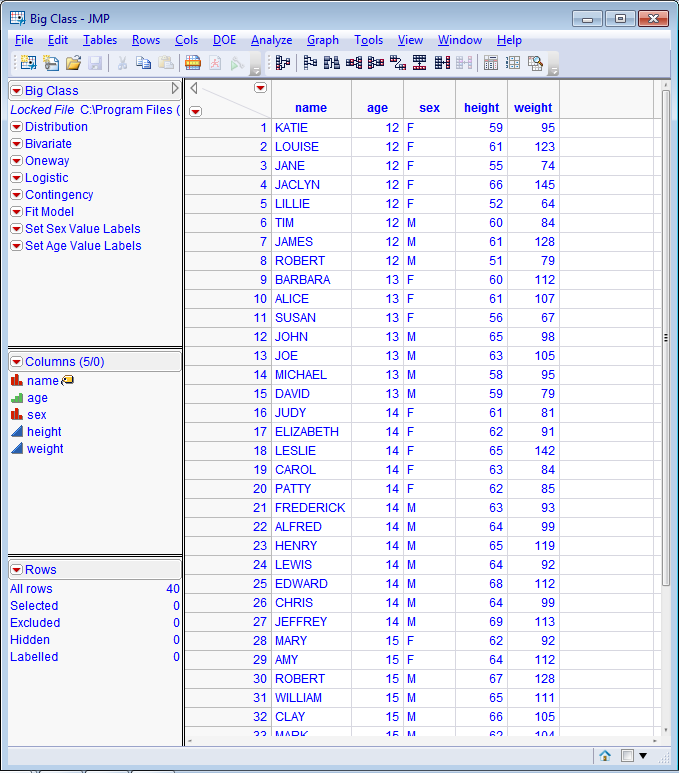 Big Class - JMP
File Edit Tables Rows Cols DOE Analyze Graph Tools View Window Help
Big Class
Locked File C:\Program Files (
Distribution
Bivariate
Oneway
Logistic
Contingency
Fit Model
Set Sex Value Labels
Set Age Value Labels
Columns (5/0)
name
age
sex
height
weight
Rows
All rows 40
Selected 0
Excluded 0
Hidden 0
Labelled 0
name age sex height weight
1 KATIE 12 F 59 95
2 LOUISE 12 F 61 123
3 JANE 12 F 55 74
4 JACLYN 12 F 66 145
5 LILLIE 12 F 52 64
6 TIM 12 M 60 84
7 JAMES 12 M 61 128
8 ROBERT 12 M 51 79
9 BARBARA 13 F 60 112
10 ALICE 13 F 61 107
11 SUSAN 13 F 56 67
12 JOHN 13 M 65 98
13 JOE 13 M 63 105
14 MICHAEL 13 M 58 95
15 DAVID 13 M 59 79
16 JUDY 14 F 61 81
17 ELIZABETH 14 F 62 91
18 LESLIE 14 F 65 142
19 CAROL 14 F 63 84
20 PATTY 14 F 62 85
21 FREDERICK 14 M 63 93
22 ALFRED 14 M 64 99
23 HENRY 14 M 65 119
24 LEWIS 14 M 64 92
25 EDWARD 14 M 68 112
26 CHRIS 14 M 64 99
27 JEFFREY 14 M 69 113
28 MARY 15 F 62 92
29 AMY 15 F 64 112
30 ROBERT 15 M 67 128
31 WILLIAM 15 M 65 111
32 CLAY 15 M 66 105
33 MARK 15 M 62 104